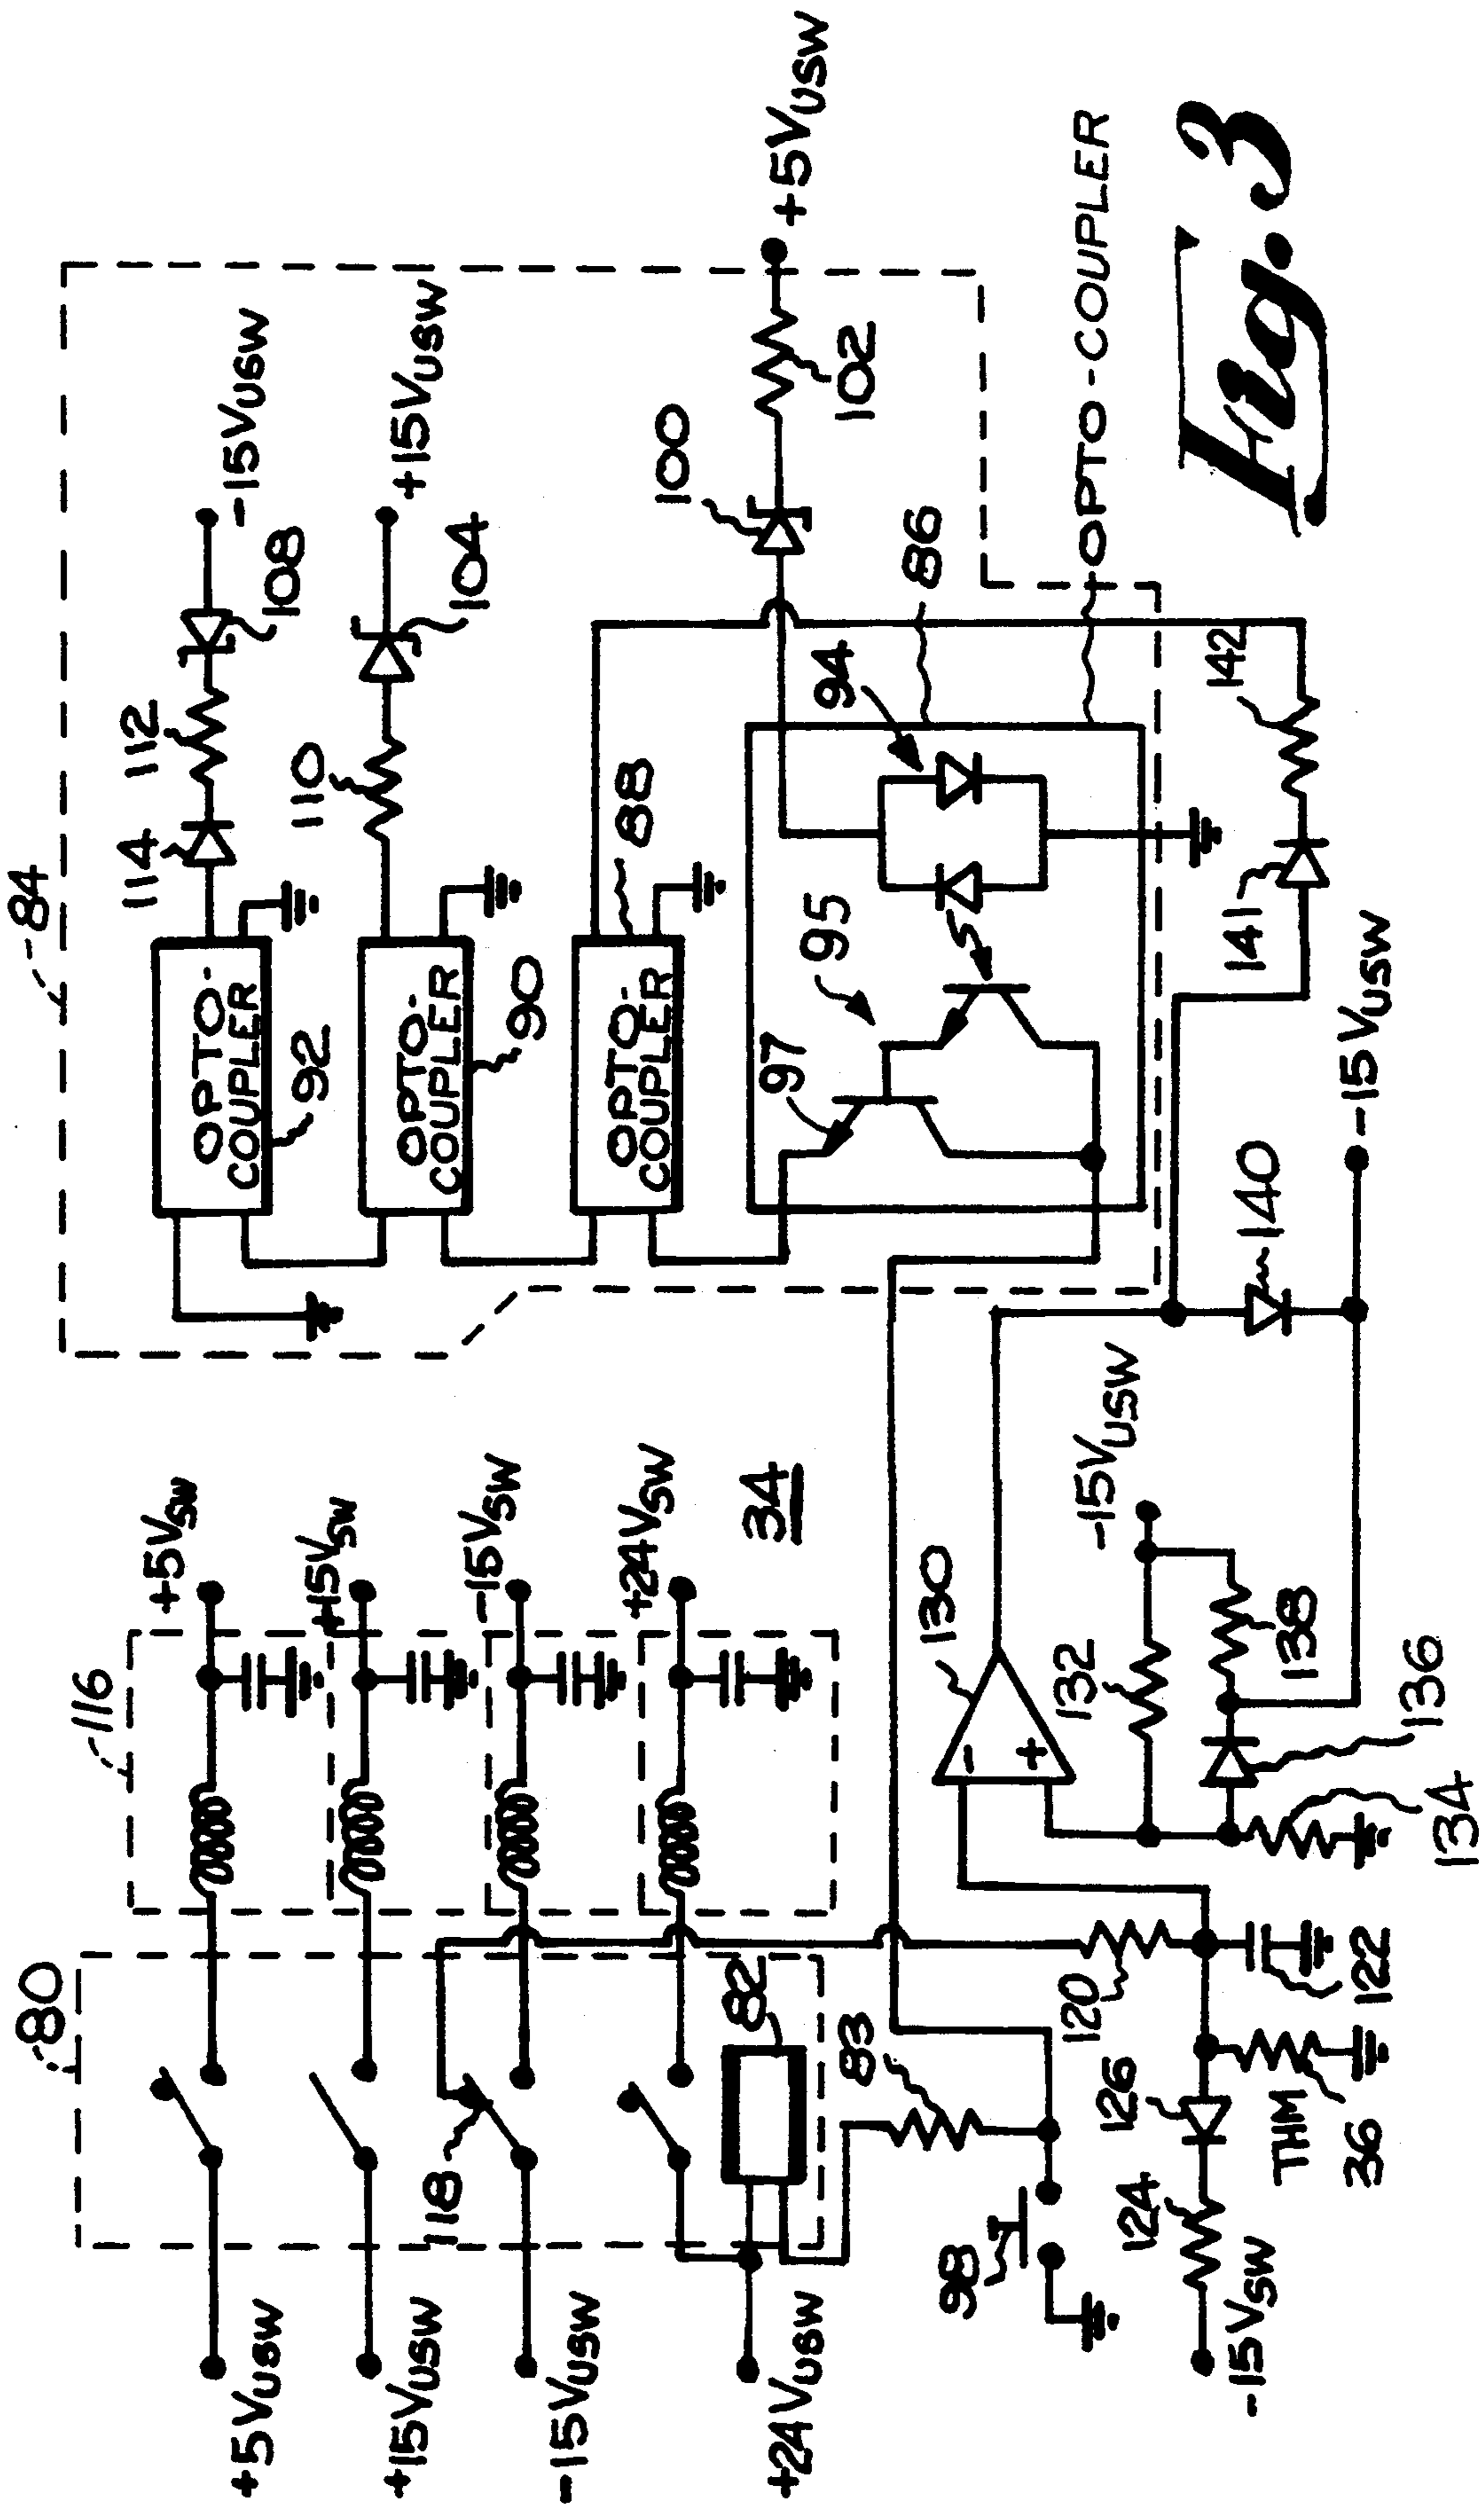 80
116
84
+5VUSW
+15VUSW
-15VUSW
+24VUSW
118
82
93
98
+5VSW
+15VSW
-15VSW
+24VSW
34
OPTO-
COUPLER
92
114
112
108
-15VUSW
OPTO-
COUPLER
90
110
104
+15VUSW
OPTO-
COUPLER
88
100
102
+5VUSW
97
95
94
86
OPTO-COUPLER
-15VSW
124
126
THM
36
120
122
130
-
+
132
-15VUSW
134
136
138
140
-15VUSW
141
142
Fig. 3